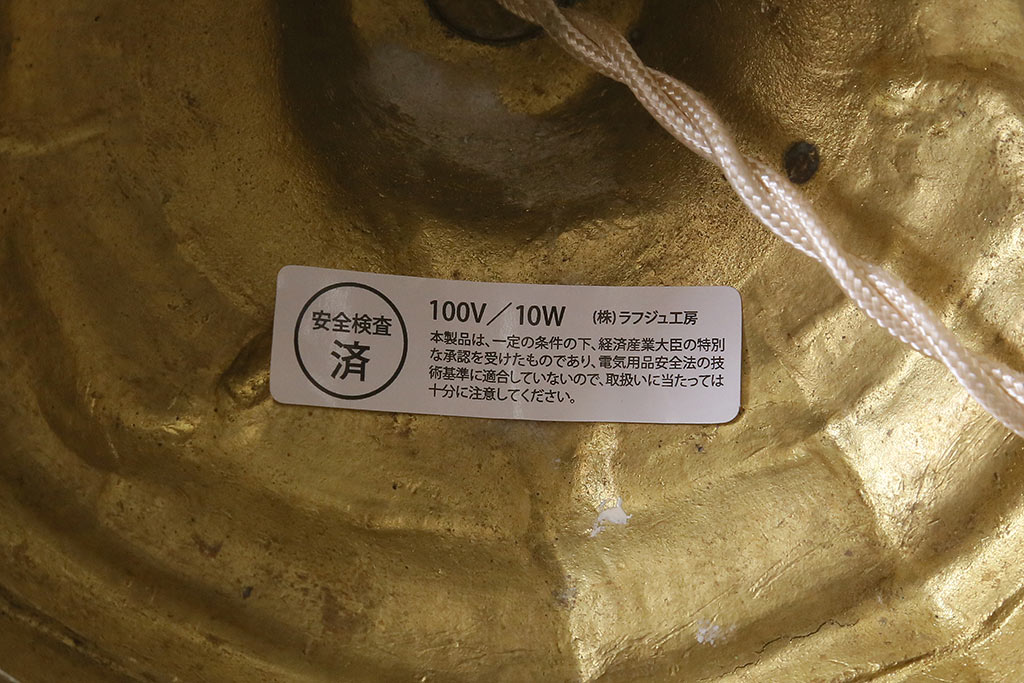 安全検査
済
100V／10W (株)ラフジュ工房
本製品は、一定の条件の下、経済産業大臣の特別
な承認を受けたものであり、電気用品安全法の技
術基準に適合していないので、取扱いに当たっては
十分に注意してください。